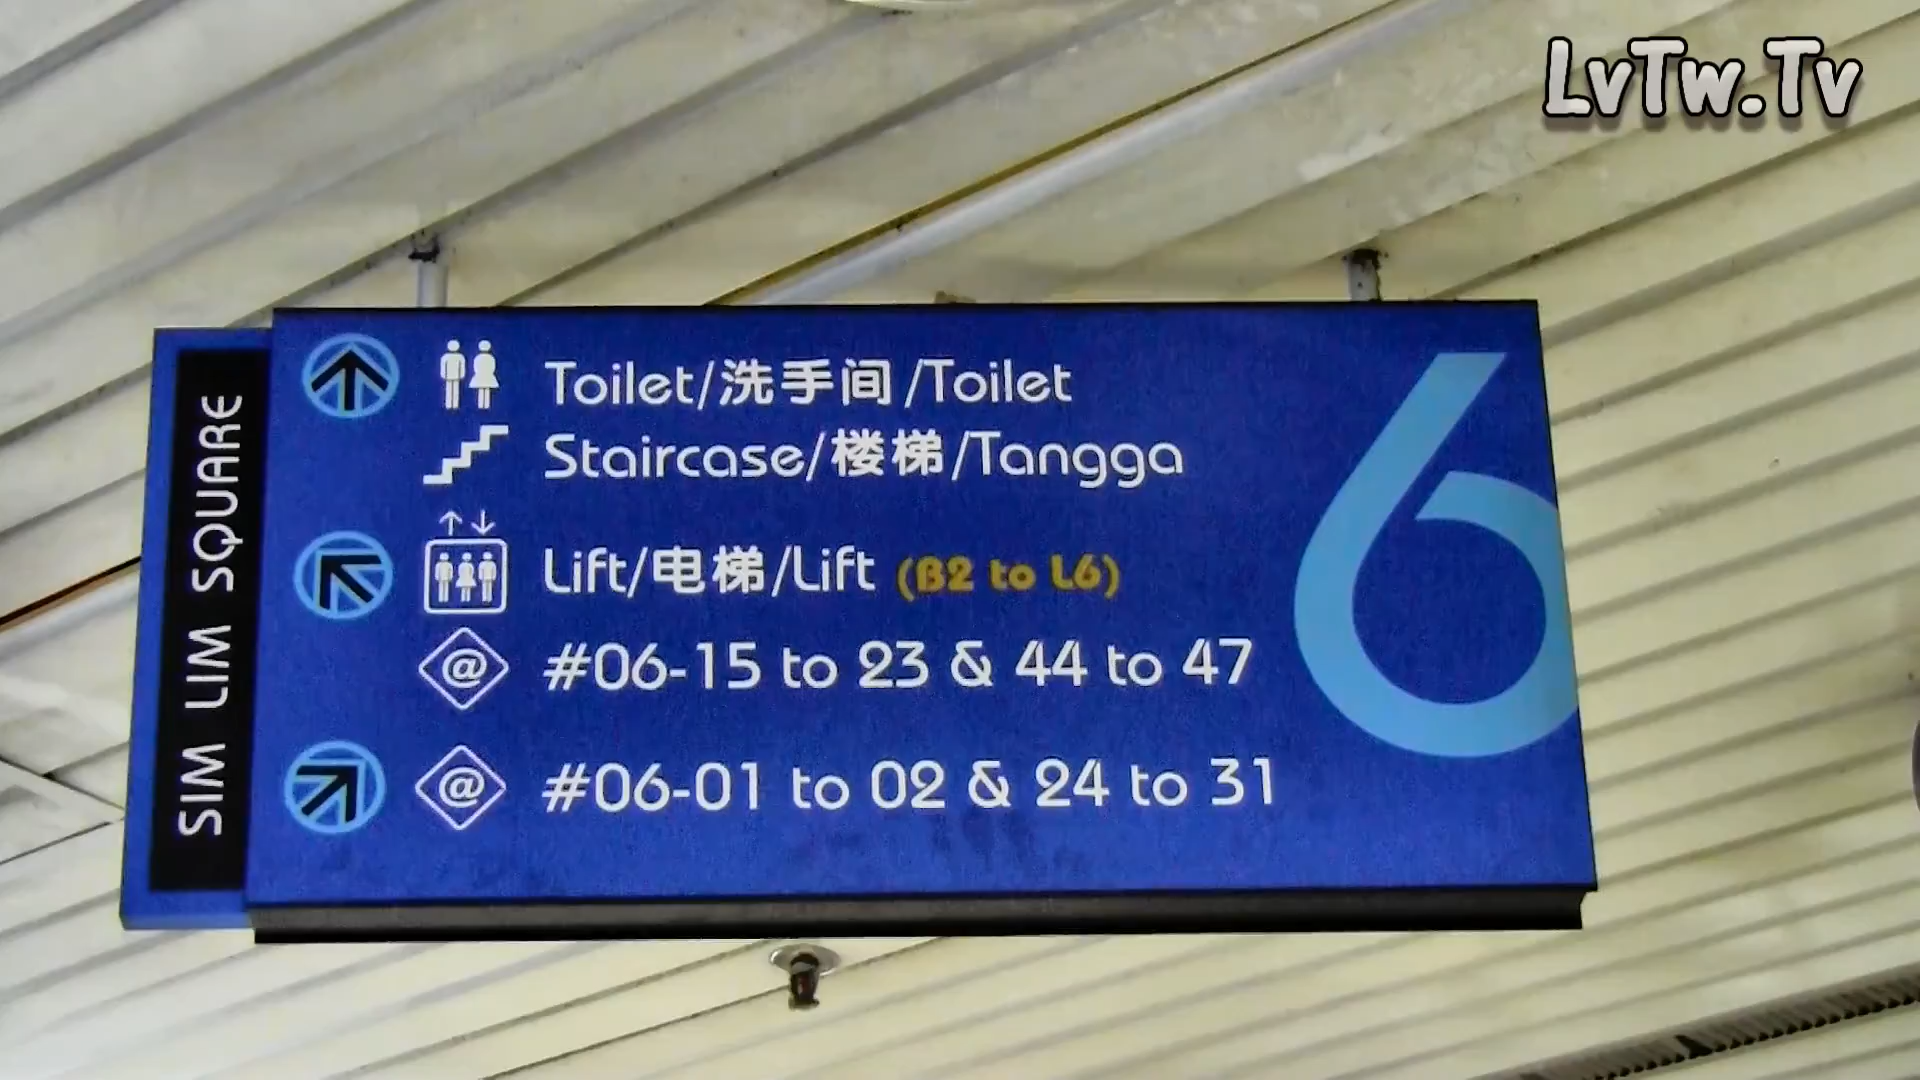 LvTw.Tv
SIM LIM SQUARE
Toilet/洗手间/Toilet
Staircase/楼梯/Tangga
Lift/电梯/Lift (B2 to L6)
@ #06-15 to 23 & 44 to 47
@ #06-01 to 02 & 24 to 31
6